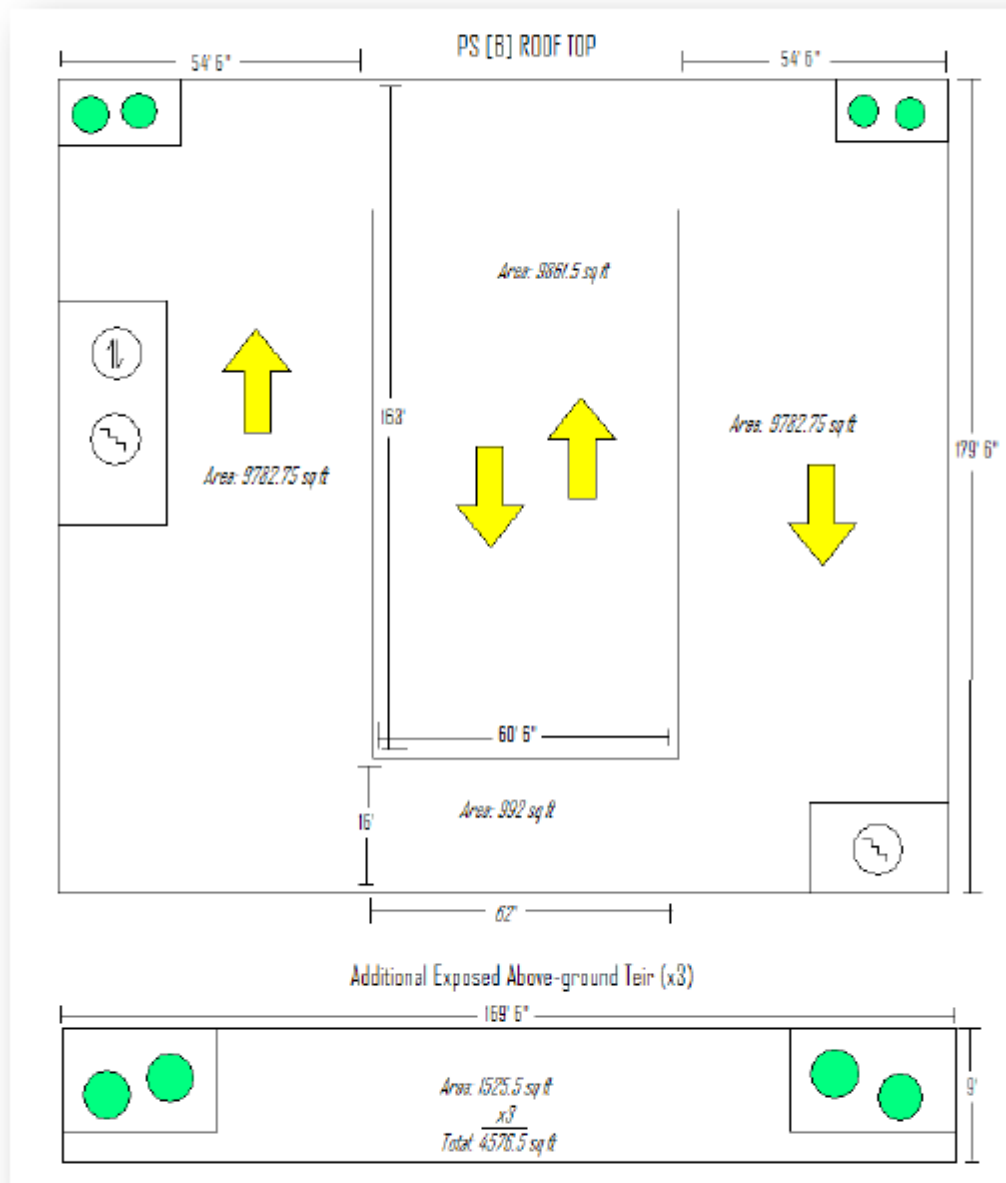 PS [B] ROOF TOP
54' 6"
54' 6"
Area: 9861.5 sq ft
163'
Area: 9782.75 sq ft
179' 6"
Area: 9782.75 sq ft
60' 6"
Area: 992 sq ft
16'
62"
Additional Exposed Above-ground Teir (x3)
169' 6"
Area: 1525.5 sq ft
9'
x3
Total: 4576.5 sq ft